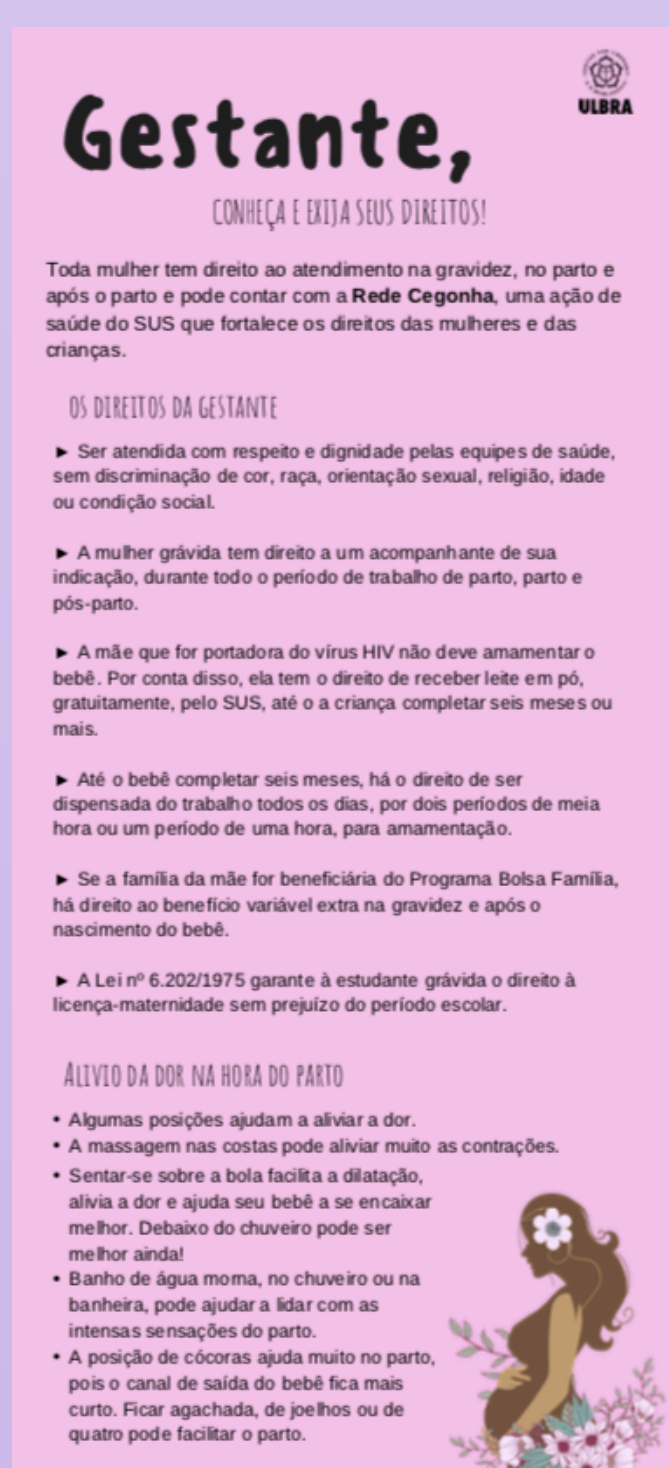 ULBRA
Gestante,
CONHEÇA E EXIJA SEUS DIREITOS!
Toda mulher tem direito ao atendimento na gravidez, no parto e
após o parto e pode contar com a Rede Cegonha, uma ação de
saúde do SUS que fortalece os direitos das mulheres e das
crianças.
OS DIREITOS DA GESTANTE
► Ser atendida com respeito e dignidade pelas equipes de saúde,
sem discriminação de cor, raça, orientação sexual, religião, idade
ou condição social.
► A mulher grávida tem direito a um acompanhante de sua
indicação, durante todo o período de trabalho de parto, parto e
pós-parto.
► A mãe que for portadora do vírus HIV não deve amamentar o
bebê. Por conta disso, ela tem o direito de receber leite em pó,
gratuitamente, pelo SUS, até o a criança completar seis meses ou
mais.
► Até o bebê completar seis meses, há o direito de ser
dispensada do trabalho todos os dias, por dois períodos de meia
hora ou um período de uma hora, para amamentação.
► Se a família da mãe for beneficiária do Programa Bolsa Família,
há direito ao benefício variável extra na gravidez e após o
nascimento do bebê.
► A Lei nº 6.202/1975 garante à estudante grávida o direito à
licença-maternidade sem prejuízo do período escolar.
ALIVIO DA DOR NA HORA DO PARTO
• Algumas posições ajudam a aliviar a dor.
• A massagem nas costas pode aliviar muito as contrações.
• Sentar-se sobre a bola facilita a dilatação,
alivia a dor e ajuda seu bebê a se encaixar
melhor. Debaixo do chuveiro pode ser
melhor ainda!
• Banho de água morna, no chuveiro ou na
banheira, pode ajudar a lidar com as
intensas sensações do parto.
• A posição de cócoras ajuda muito no parto,
pois o canal de saída do bebê fica mais
curto. Ficar agachada, de joelhos ou de
quatro pode facilitar o parto.